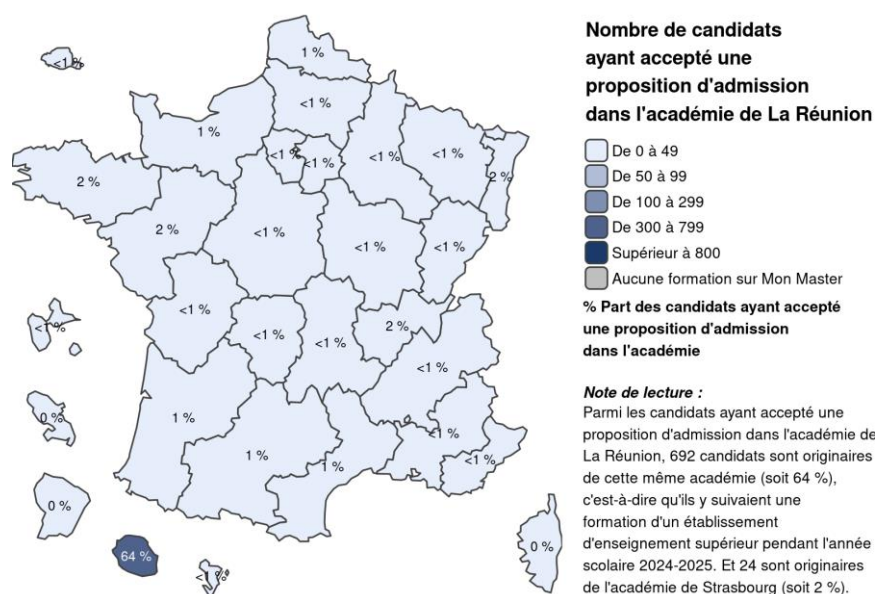 Nombre de candidats
ayant accepté une
proposition d'admission
dans l'académie de La Réunion
De 0 à 49
De 50 à 99
De 100 à 299
De 300 à 799
Supérieur à 800
Aucune formation sur Mon Master
% Part des candidats ayant accepté
une proposition d'admission
dans l'académie
Note de lecture :
Parmi les candidats ayant accepté une
proposition d'admission dans l'académie de
La Réunion, 692 candidats sont originaires
de cette même académie (soit 64 %),
c'est-à-dire qu'ils y suivaient une
formation d'un établissement
d'enseignement supérieur pendant l'année
scolaire 2024-2025. Et 24 sont originaires
de l'académie de Strasbourg (soit 2 %).
1 %
<1 %
<1 %
1 %
<1 %
<1 %
<1 %
<1 %
2 %
2 %
2 %
<1 %
<1 %
<1 %
<1 %
<1 %
2 %
<1 %
<1 %
<1 %
0 %
1 %
<1 %
1 %
1 %
<1 %
0 %
0 %
64 %
<1 %